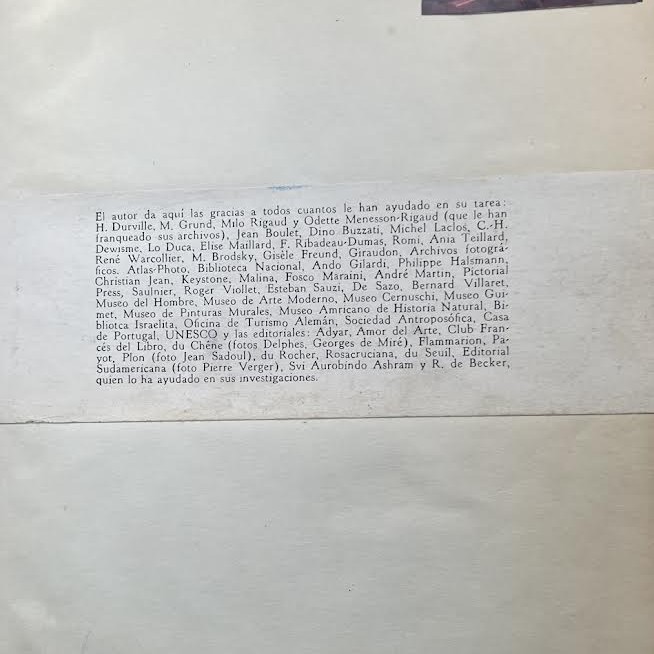 El autor da aquí las gracias a todos cuantos le han ayudado en su tarea:
H. Durville, M. Grund, Milo Rigaud y Odette Menesson-Rigaud (que le han
franqueado sus archivos), Jean Boulet, Dino Buzzati, Michel Laclos, C.-H.
Dewisme, Lo Duca, Elise Maillard, F. Ribadeau-Dumas, Romi, Ania Teillard,
René Warcollier, M. Brodsky, Gisèle Freund, Giraudon, Archivos fotográ-
ficos. Atlas-Photo, Biblioteca Nacional, Ando Gilardi, Philippe Halsmann,
Christian Jean, Keystone, Malina, Fosco Maraini, André Martin, Pictorial
Press, Saulnier, Roger Viollet, Esteban Sauzi, De Sazo, Bernard Villaret,
Museo del Hombre, Museo de Arte Moderno, Museo Cernuschi, Museo Gui-
met, Museo de Pinturas Murales, Museo Amricano de Historia Natural, Bi-
bliotca Israelita, Oficina de Turismo Alemán, Sociedad Antroposófica, Casa
de Portugal, UNESCO y las editoriales: Adyar, Amor del Arte, Club Fran-
cés del Libro, du Chêne (fotos Delphes, Georges de Miré), Flammarion, Pa-
yot, Plon (foto Jean Sadoul), du Rocher, Rosacruciana, du Seuil, Editorial
Sudamericana (foto Pierre Verger), Svi Aurobindo Ashram y R. de Becker,
quien lo ha ayudado en sus investigaciones.